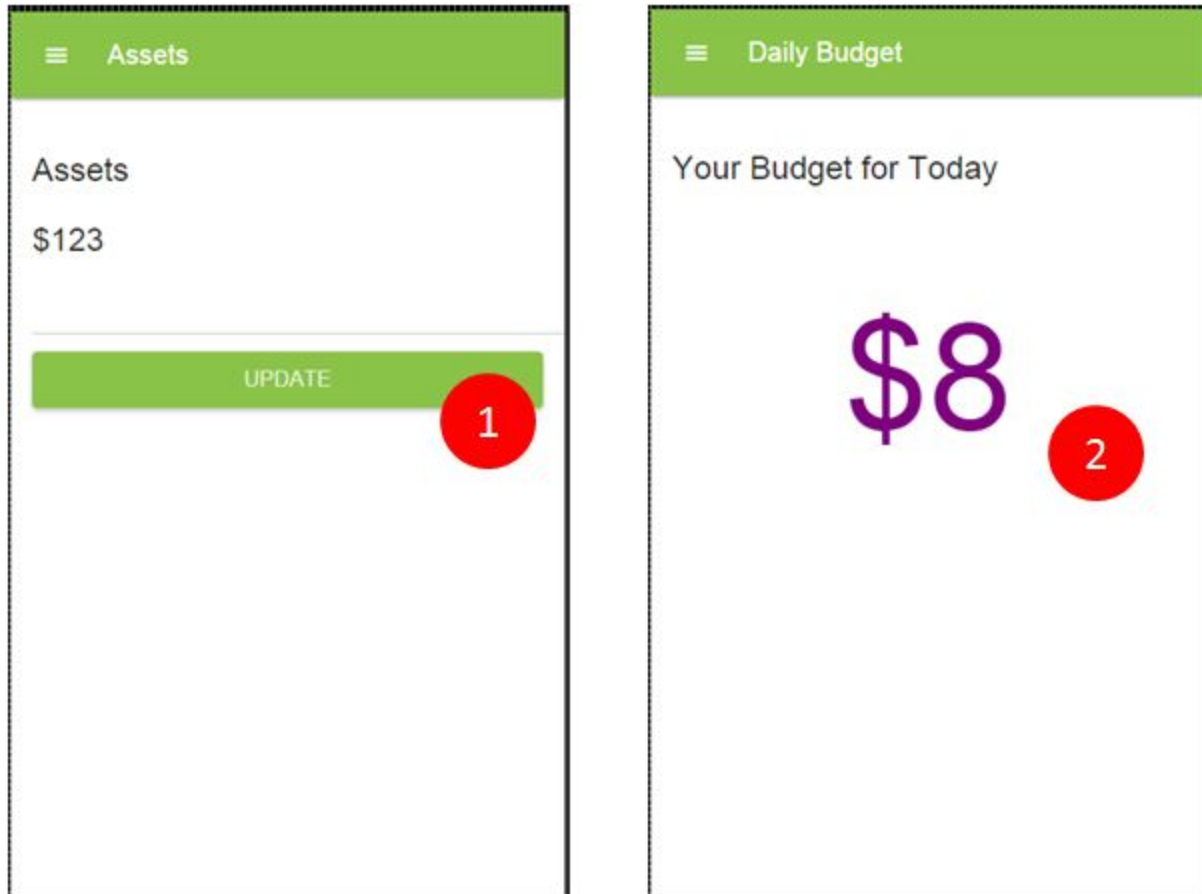 Assets
Assets
$123
UPDATE
1
Daily Budget
Your Budget for Today
$8
2